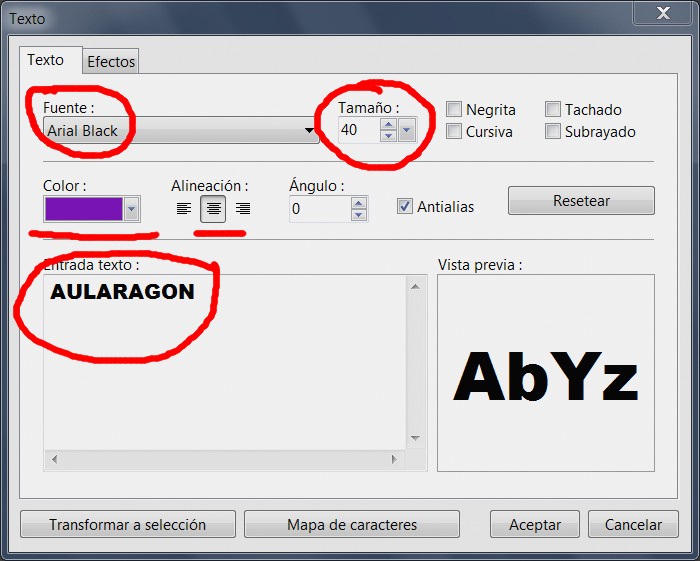 Texto
Texto Efectos
Fuente : Tamaño : Negrita Tachado
Arial Black 40 Cursiva Subrayado
Color : Alineación : Ángulo :
0 Antialias Resetear
Entrada texto : Vista previa :
AULARAGON
AbYz
Transformar a selección Mapa de caracteres Aceptar Cancelar